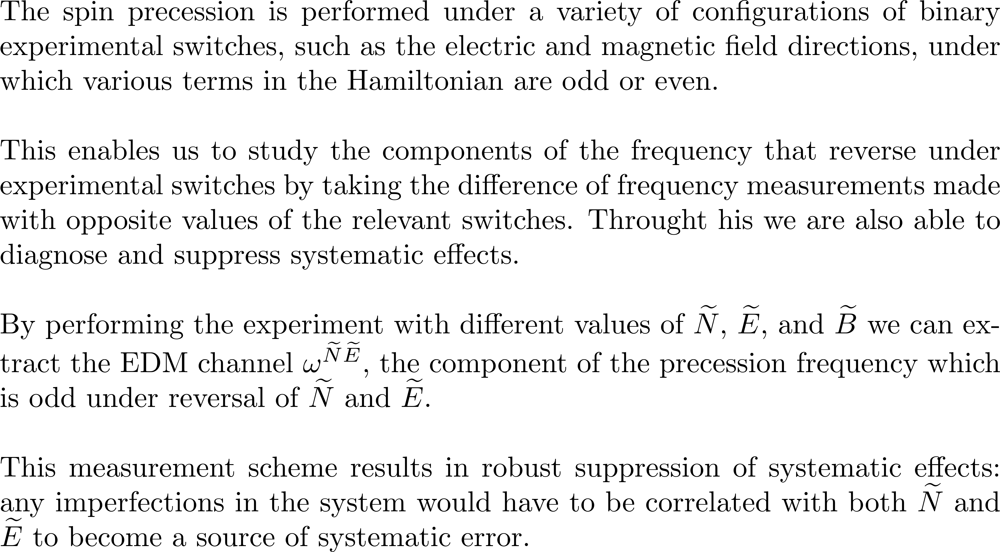 The spin precession is performed under a variety of configurations of binary
experimental switches, such as the electric and magnetic field directions, under
which various terms in the Hamiltonian are odd or even.
This enables us to study the components of the frequency that reverse under
experimental switches by taking the difference of frequency measurements made
with opposite values of the relevant switches. Throught his we are also able to
diagnose and suppress systematic effects.
By performing the experiment with different values of $\widetilde{N}$, $\widetilde{E}$, and $\widetilde{B}$ we can ex-
tract the EDM channel $\omega^{\widetilde{N}\widetilde{E}}$, the component of the precession frequency which
is odd under reversal of $\widetilde{N}$ and $\widetilde{E}$.
This measurement scheme results in robust suppression of systematic effects:
any imperfections in the system would have to be correlated with both $\widetilde{N}$ and
$\widetilde{E}$ to become a source of systematic error.